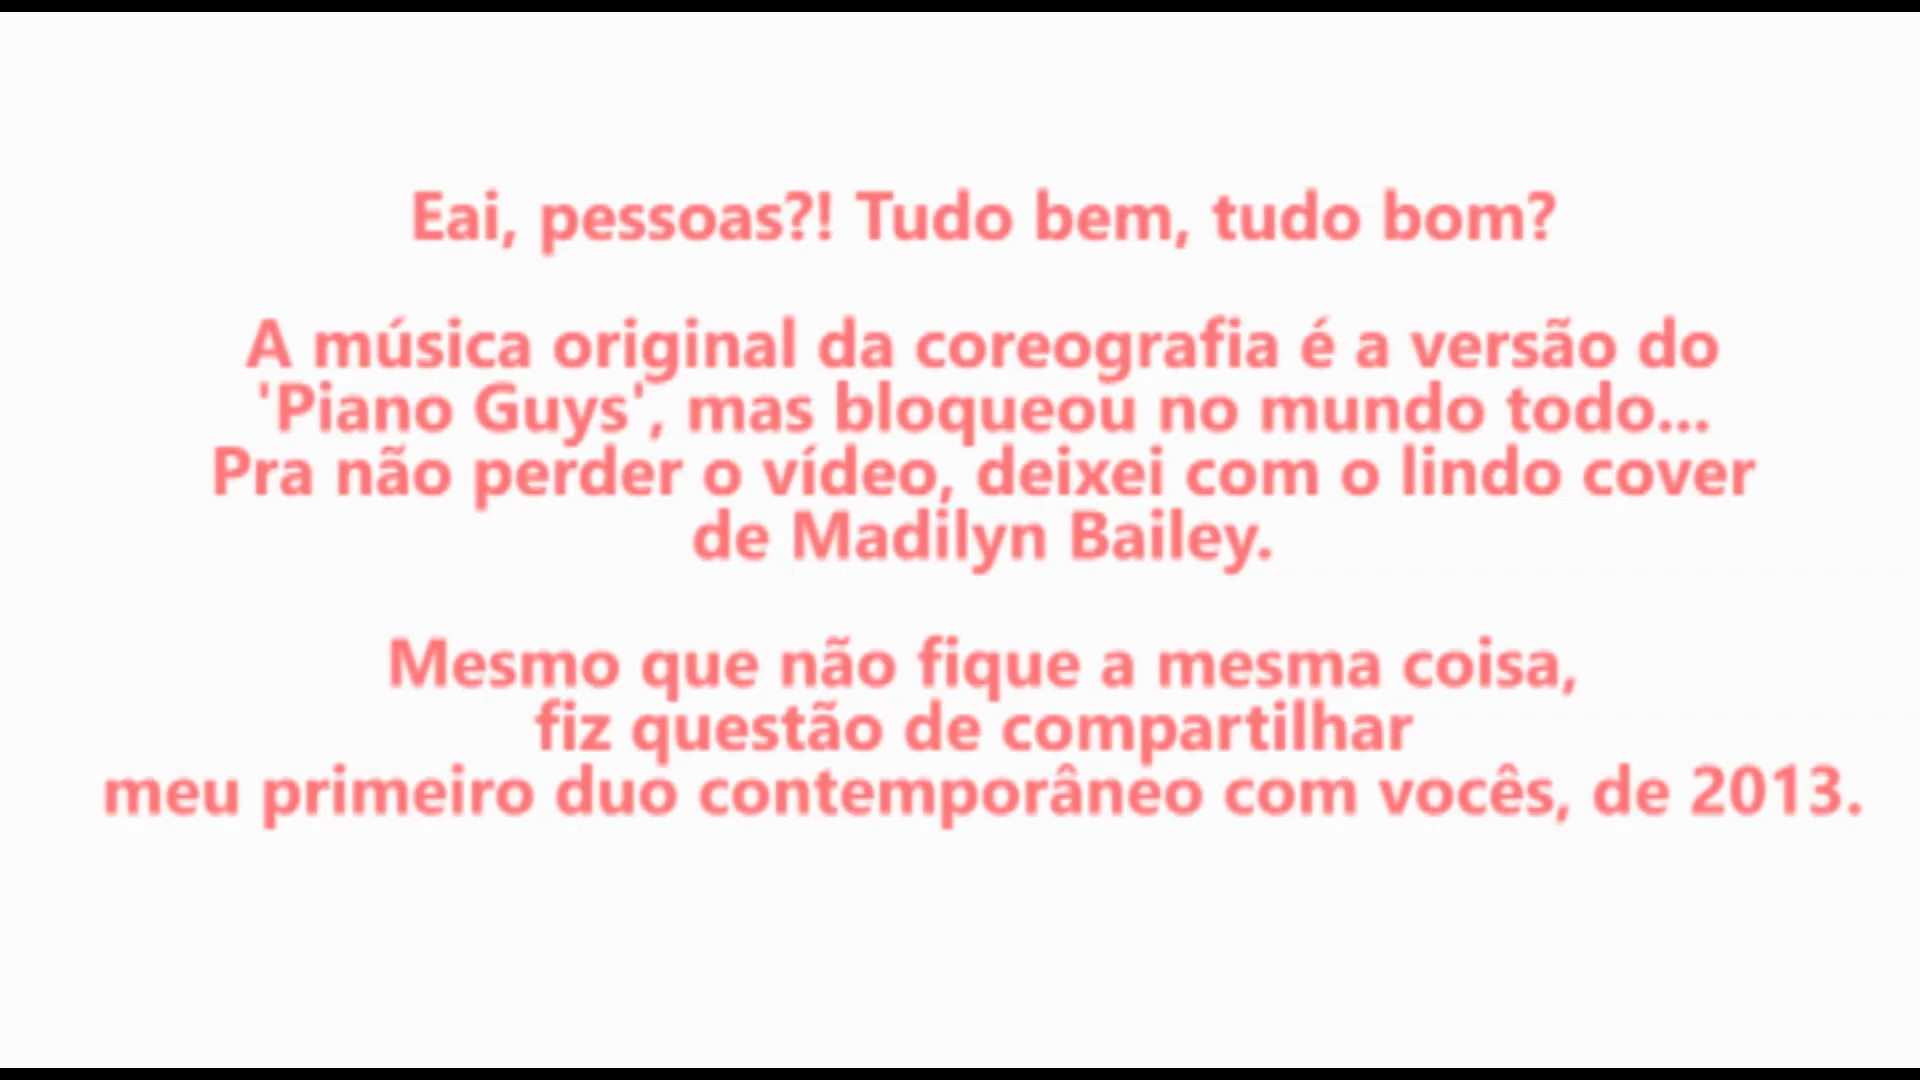 Eai, pessoas?! Tudo bem, tudo bom?
A música original da coreografia é a versão do
'Piano Guys', mas bloqueou no mundo todo...
Pra não perder o vídeo, deixei com o lindo cover
de Madilyn Bailey.
Mesmo que não fique a mesma coisa,
fiz questão de compartilhar
meu primeiro duo contemporâneo com vocês, de 2013.